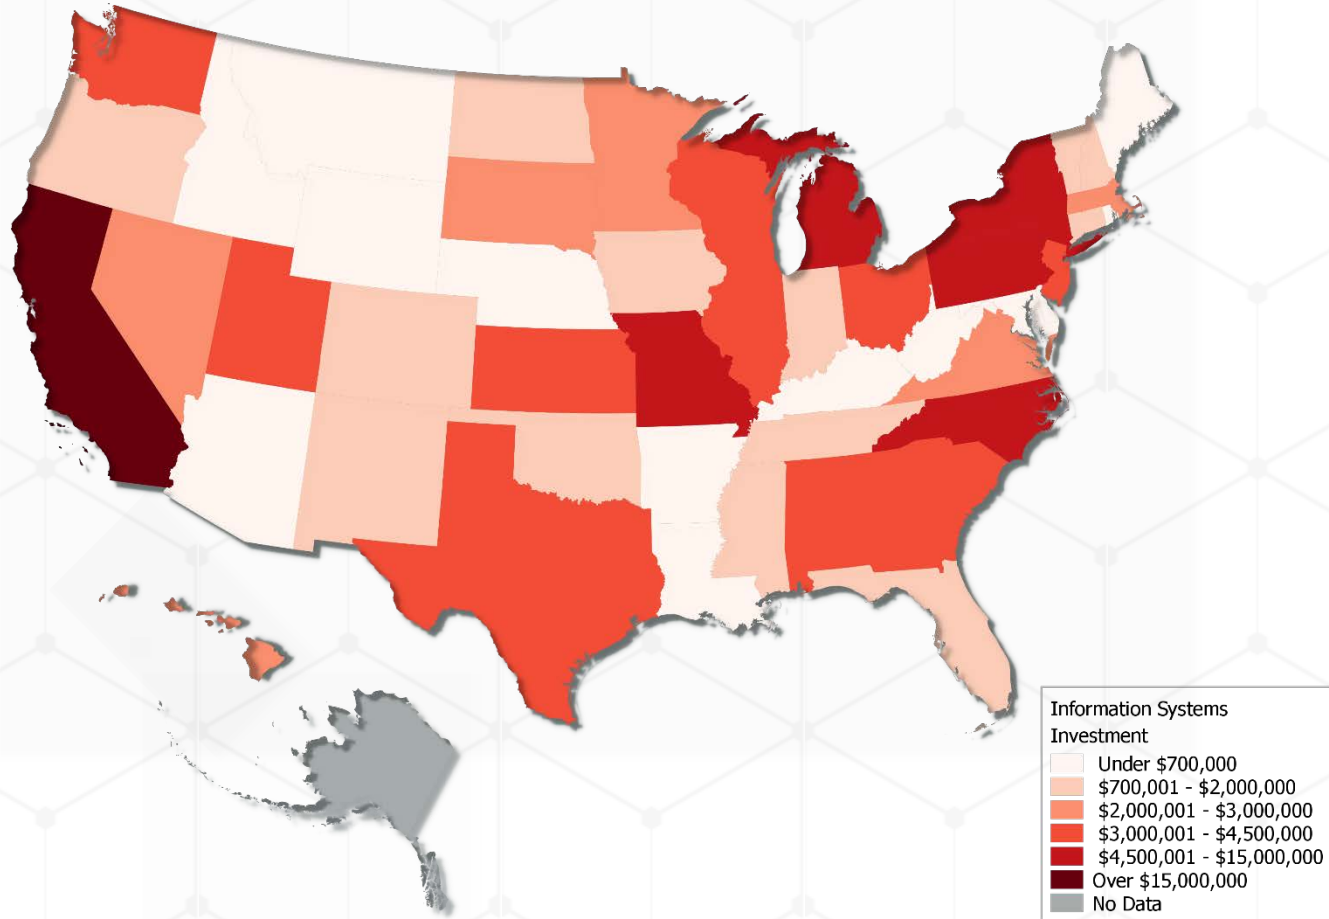 Information Systems
Investment
Under $700,000
$700,001 - $2,000,000
$2,000,001 - $3,000,000
$3,000,001 - $4,500,000
$4,500,001 - $15,000,000
Over $15,000,000
No Data